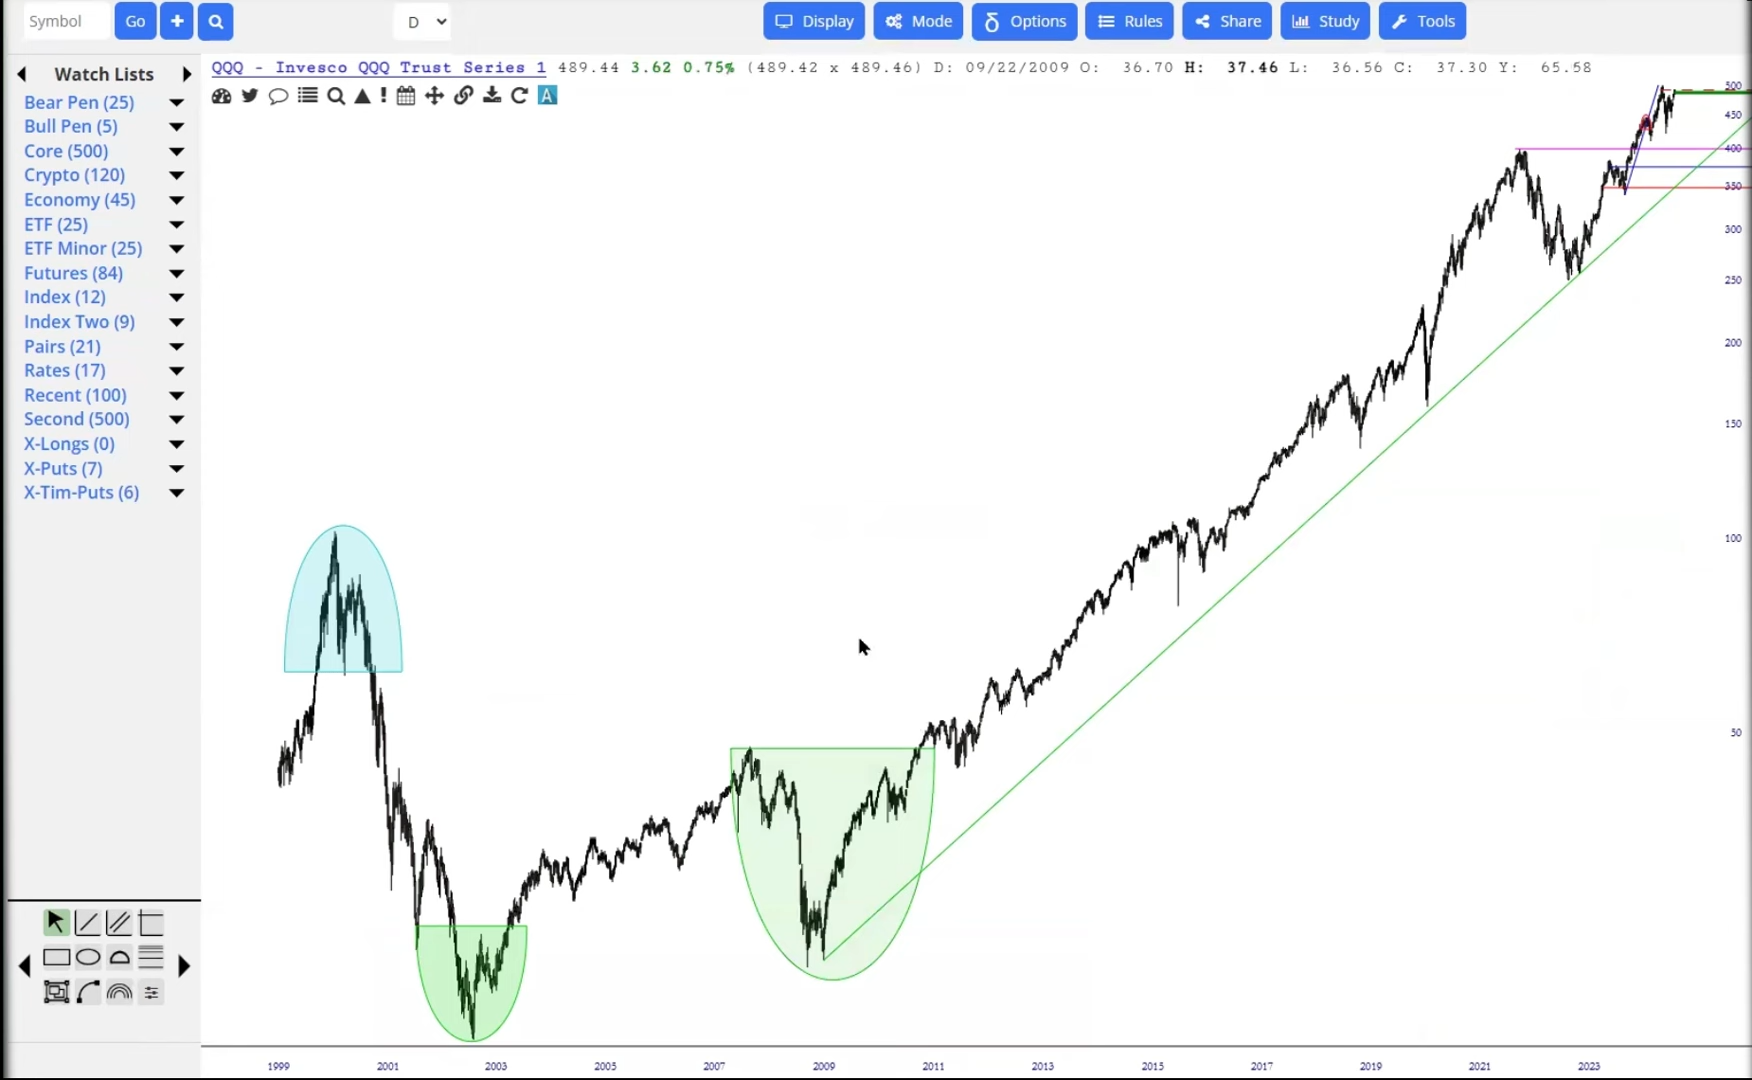 Symbol Go + D Display Mode Options Rules Share Study Tools
Watch Lists
Bear Pen (25)
Bull Pen (5)
Core (500)
Crypto (120)
Economy (45)
ETF (25)
ETF Minor (25)
Futures (84)
Index (12)
Index Two (9)
Pairs (21)
Rates (17)
Recent (100)
Second (500)
X-Longs (0)
X-Puts (7)
X-Tim-Puts (6)
QQQ - Invesco QQQ Trust Series 1 489.44 3.62 0.75% (489.42 x 489.46) D: 09/22/2009 O: 36.70 H: 37.46 L: 36.56 C: 37.30 Y: 65.58
! A
500
450
400
350
300
250
200
150
100
50
1999 2001 2003 2005 2007 2009 2011 2013 2015 2017 2019 2021 2023